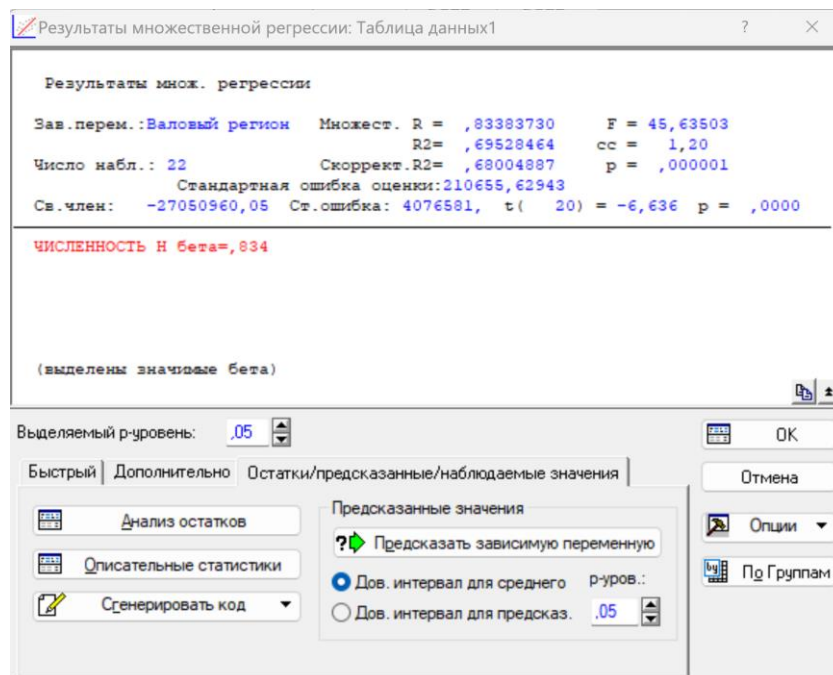 Результаты множественной регрессии: Таблица данных1 ?
Результаты множ. регрессии
Зав.перем.:Валовый регион Множест. R = ,83383730 F = 45,63503
R2= ,69528464 cc = 1,20
Число набл.: 22 Скоррект.R2= ,68004887 p = ,000001
Стандартная ошибка оценки:210655,62943
Св.член: -27050960,05 Ст.ошибка: 4076581, t( 20) = -6,636 p = ,0000
ЧИСЛЕННОСТЬ Н бета=,834
(выделены значимые бета)
Выделяемый р-уровень: ,05
OK
Быстрый Дополнительно Остатки/предсказанные/наблюдаемые значения
Отмена
Анализ остатков
Описательные статистики
Сгенерировать код
Предсказанные значения
Предсказать зависимую переменную
Дов. интервал для среднего р-уров.:
Дов. интервал для предсказ. ,05
Опции
По Группам